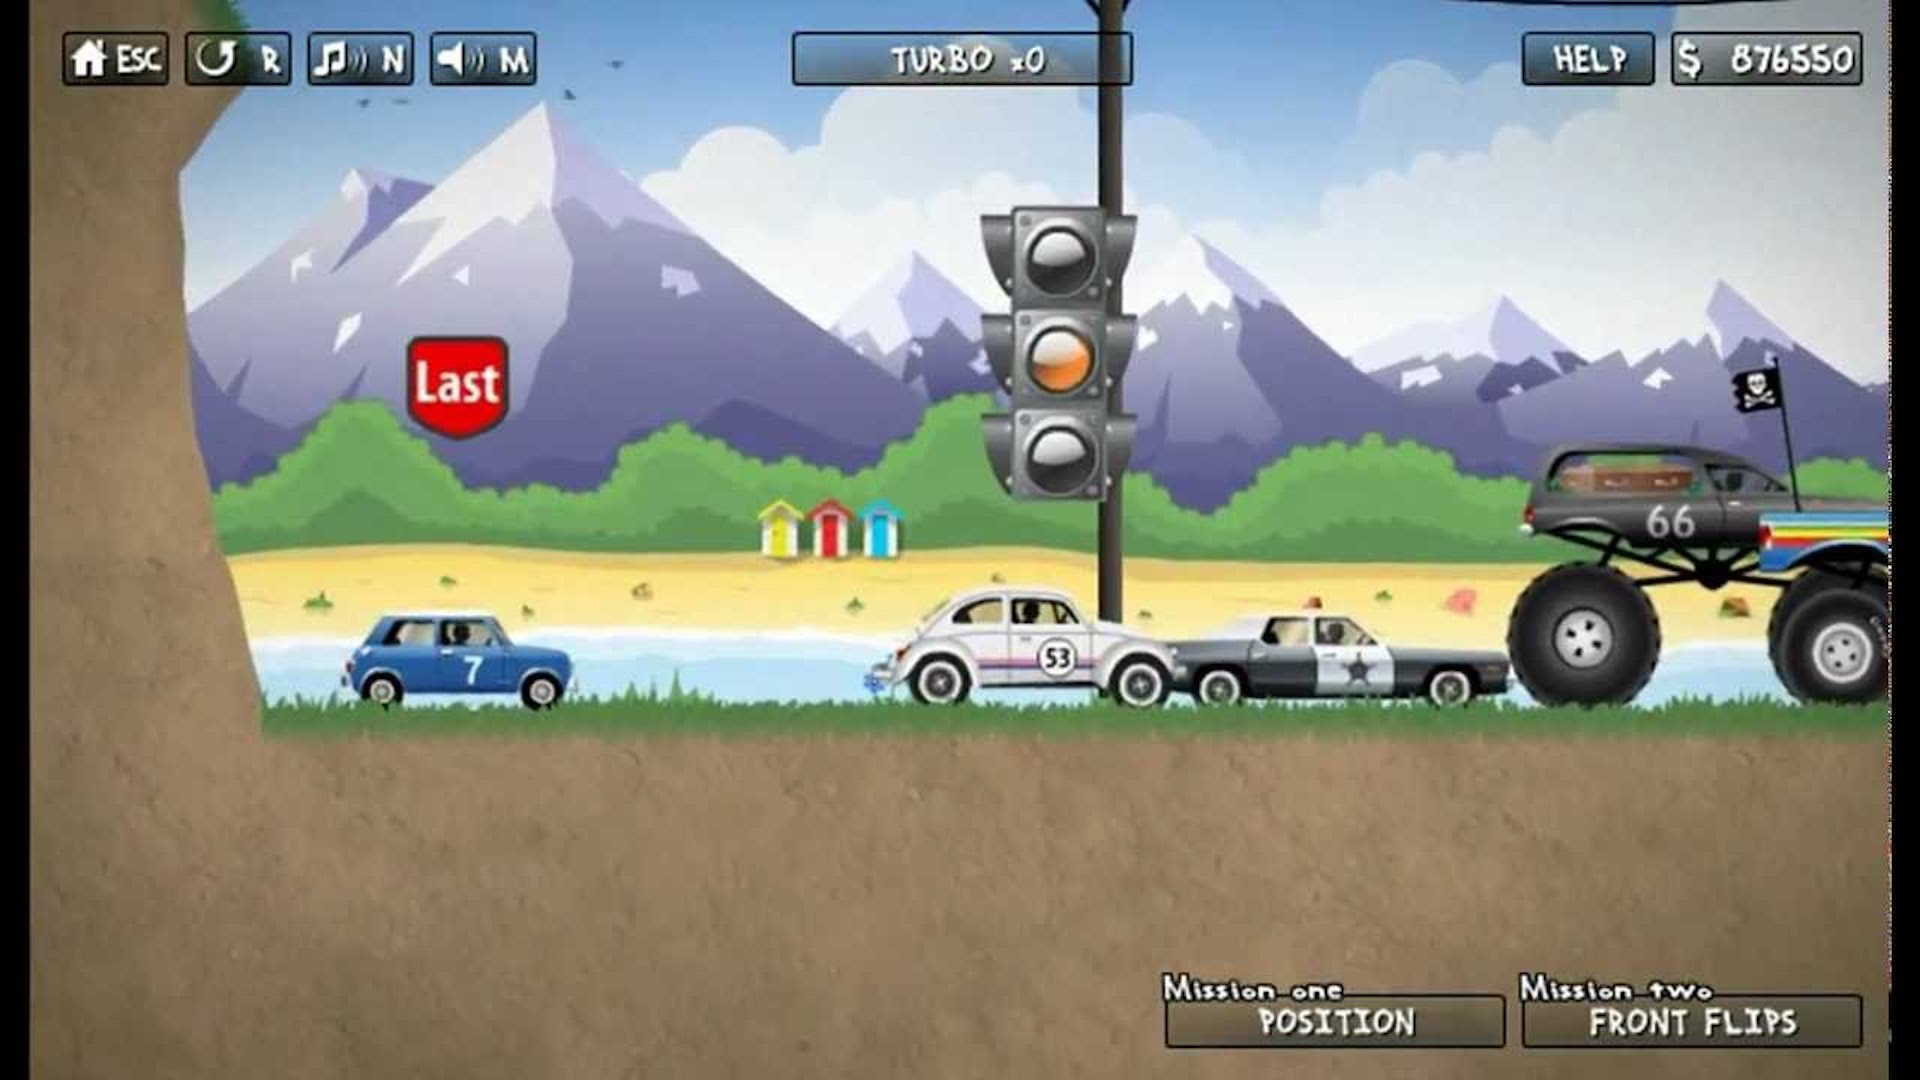 ESC R N M TURBO x0 HELP $ 876550
Last
66
53
7
Mission one Mission two
POSITION FRONT FLIPS